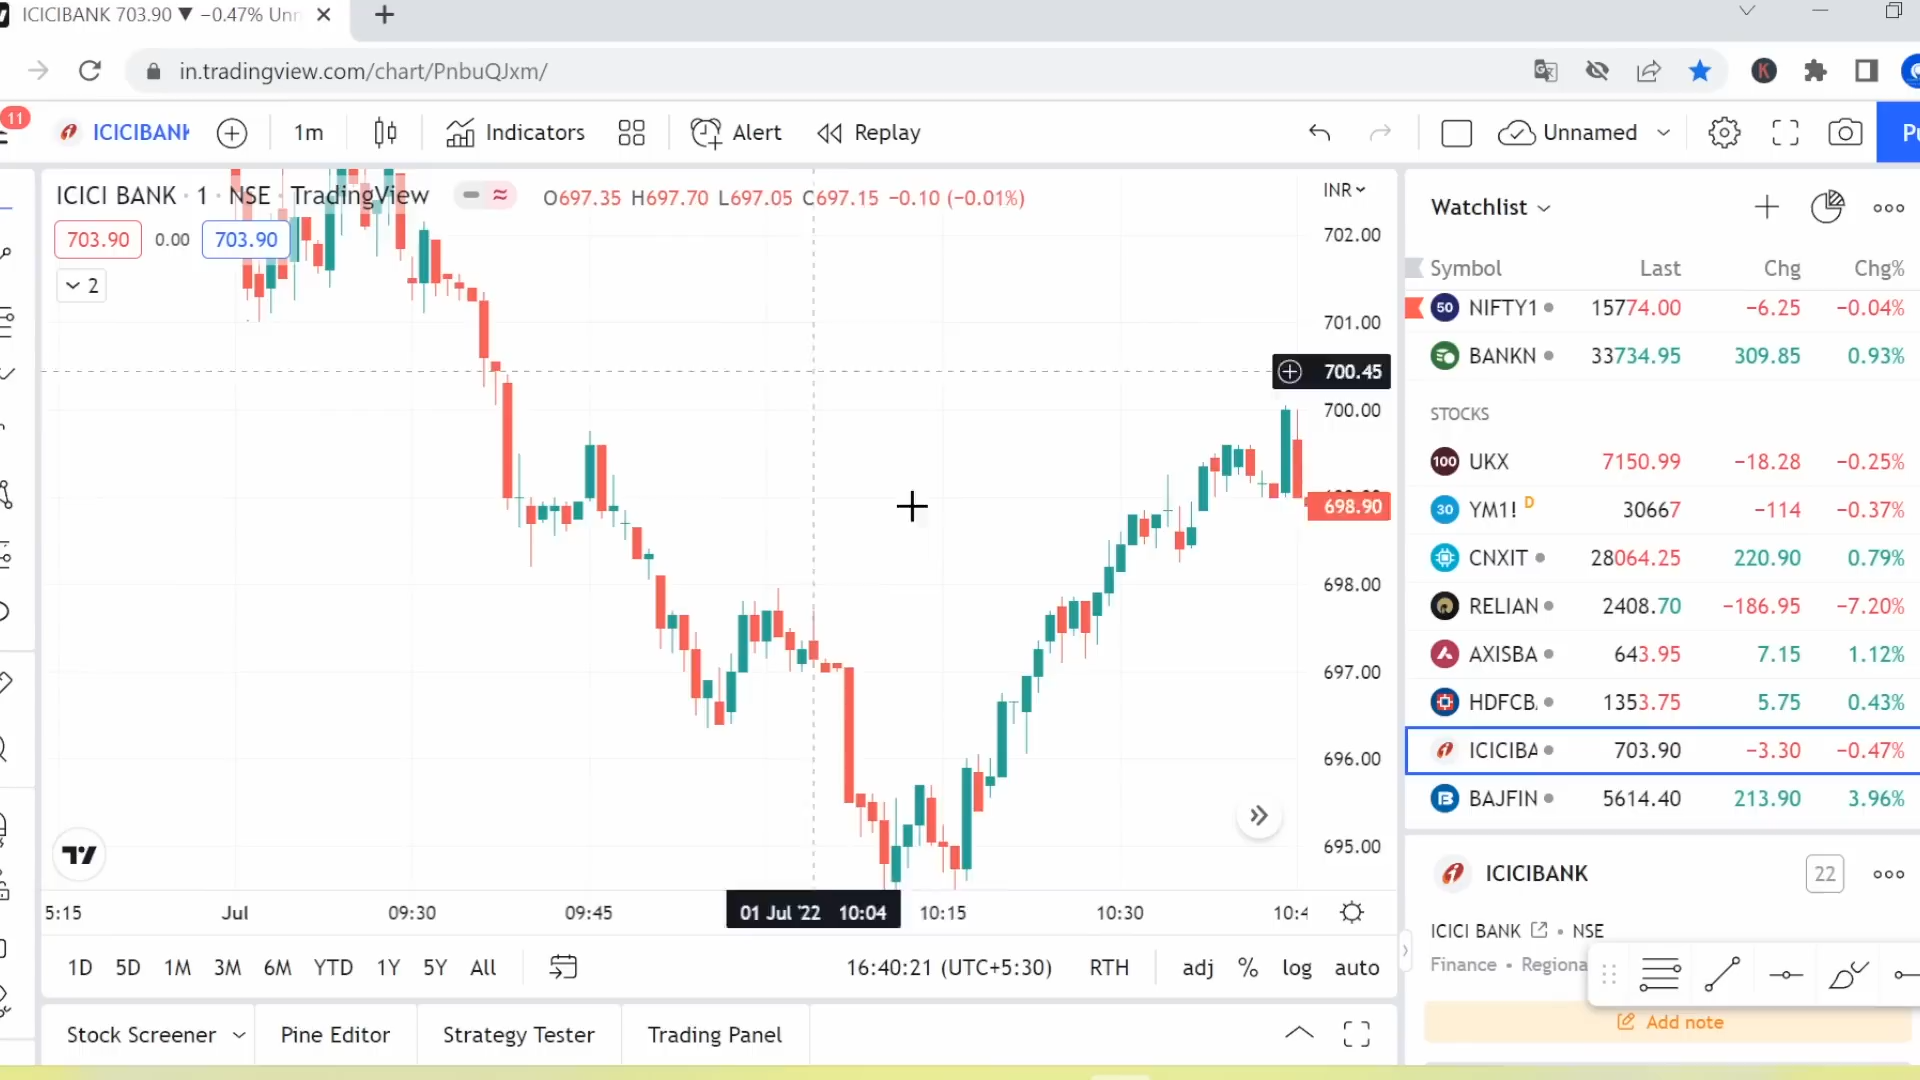 ICICIBANK 703.90 ▼ −0.47% Unn
in.tradingview.com/chart/PnbuQJxm/
K
11
ICICIBANK
1m
Indicators
Alert
Replay
Unnamed
ICICI BANK · 1 · NSE · TradingView
O697.35 H697.70 L697.05 C697.15 −0.10 (−0.01%)
INR
703.90 0.00 703.90
2
702.00
701.00
700.45
700.00
698.90
698.00
697.00
696.00
695.00
5:15
Jul
09:30
09:45
01 Jul '22 10:04
10:15
10:30
10:4
1D 5D 1M 3M 6M YTD 1Y 5Y All
16:40:21 (UTC+5:30)
RTH
adj % log auto
Stock Screener
Pine Editor
Strategy Tester
Trading Panel
Watchlist
Symbol Last Chg Chg%
50 NIFTY1 15774.00 −6.25 −0.04%
BANKN 33734.95 309.85 0.93%
STOCKS
100 UKX 7150.99 −18.28 −0.25%
30 YM1! D 30667 −114 −0.37%
CNXIT 28064.25 220.90 0.79%
RELIAN 2408.70 −186.95 −7.20%
AXISBA 643.95 7.15 1.12%
HDFCB. 1353.75 5.75 0.43%
ICICIBA 703.90 −3.30 −0.47%
BAJFIN 5614.40 213.90 3.96%
ICICIBANK
22
ICICI BANK • NSE
Finance • Regiona
Add note